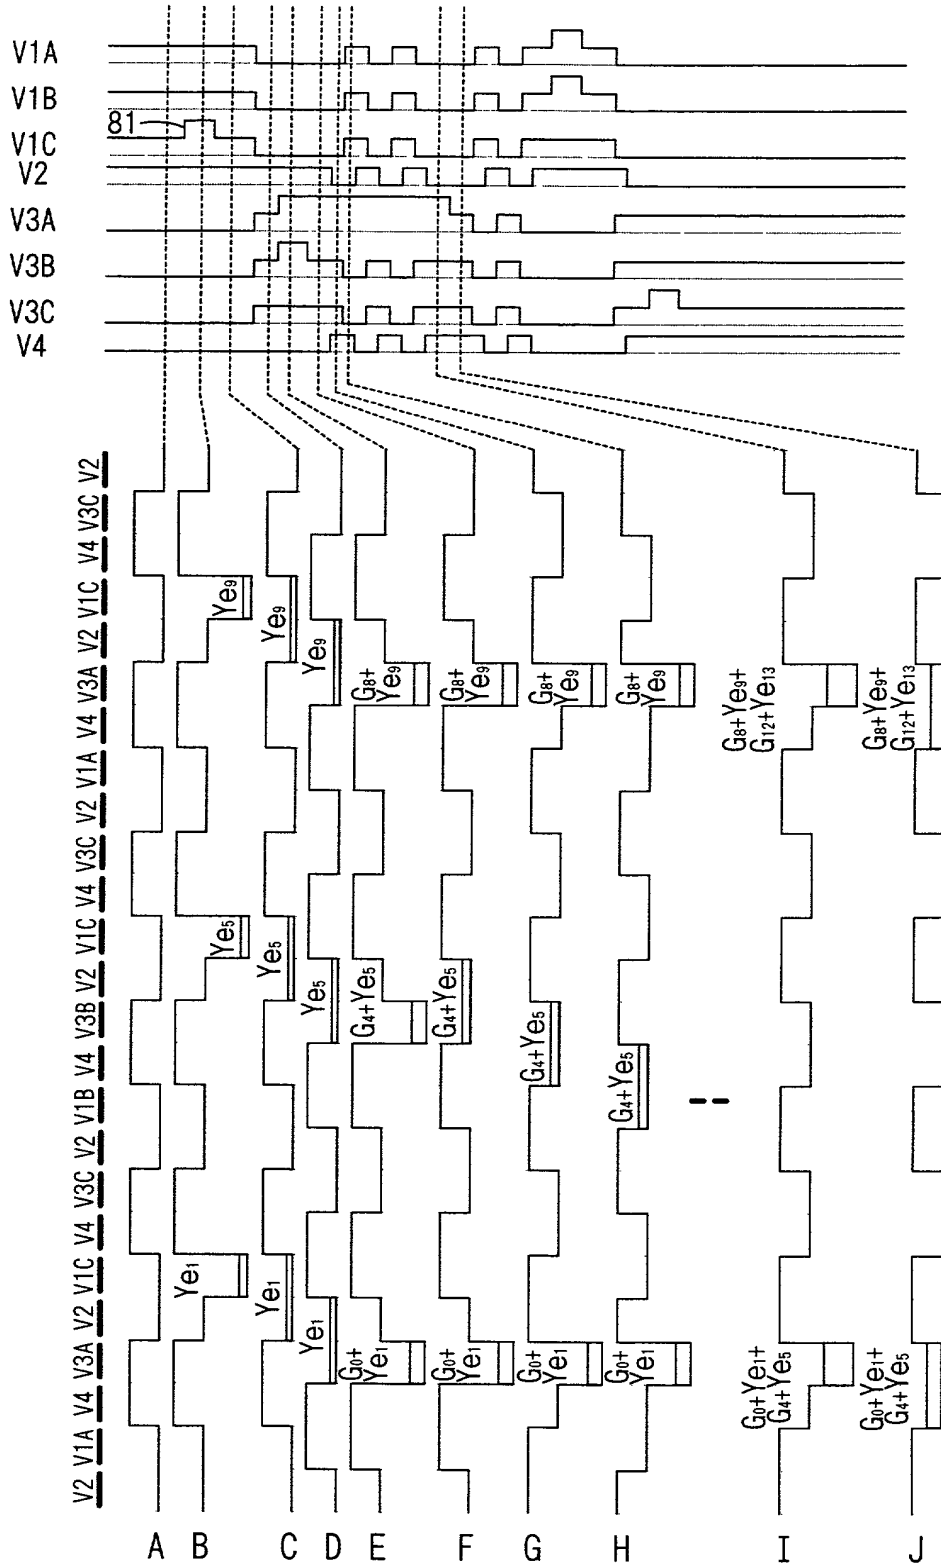 V1A
V1B
81
V1C
V2
V3A
V3B
V3C
V4
V2 V1A V4 V3A V2 V1C V4 V3C V2 V1B V4 V3B V2 V1C V4 V3C V2 V1A V4 V3A V2 V1C V4 V3C V2
A
B
Ye1
Ye5
Ye9
C
Ye1
Ye5
Ye9
D
Ye1
Ye5
Ye9
E
G0+
Ye1
G4+Ye5
G8+
Ye9
F
G0+
Ye1
G4+Ye5
G8+
Ye9
G
G0+
Ye1
G4+Ye5
G8+
Ye9
H
G0+
Ye1
G4+Ye5
G8+
Ye9
I
G0+Ye1+
G4+Ye5
G8+Ye9+
G12+Ye13
J
G0+Ye1+
G4+Ye5
G8+Ye9+
G12+Ye13